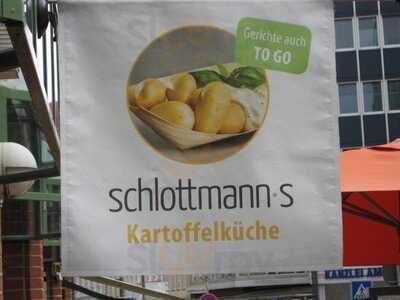 Gerichte auch
TO GO
schlottmann·s
Kartoffelküche